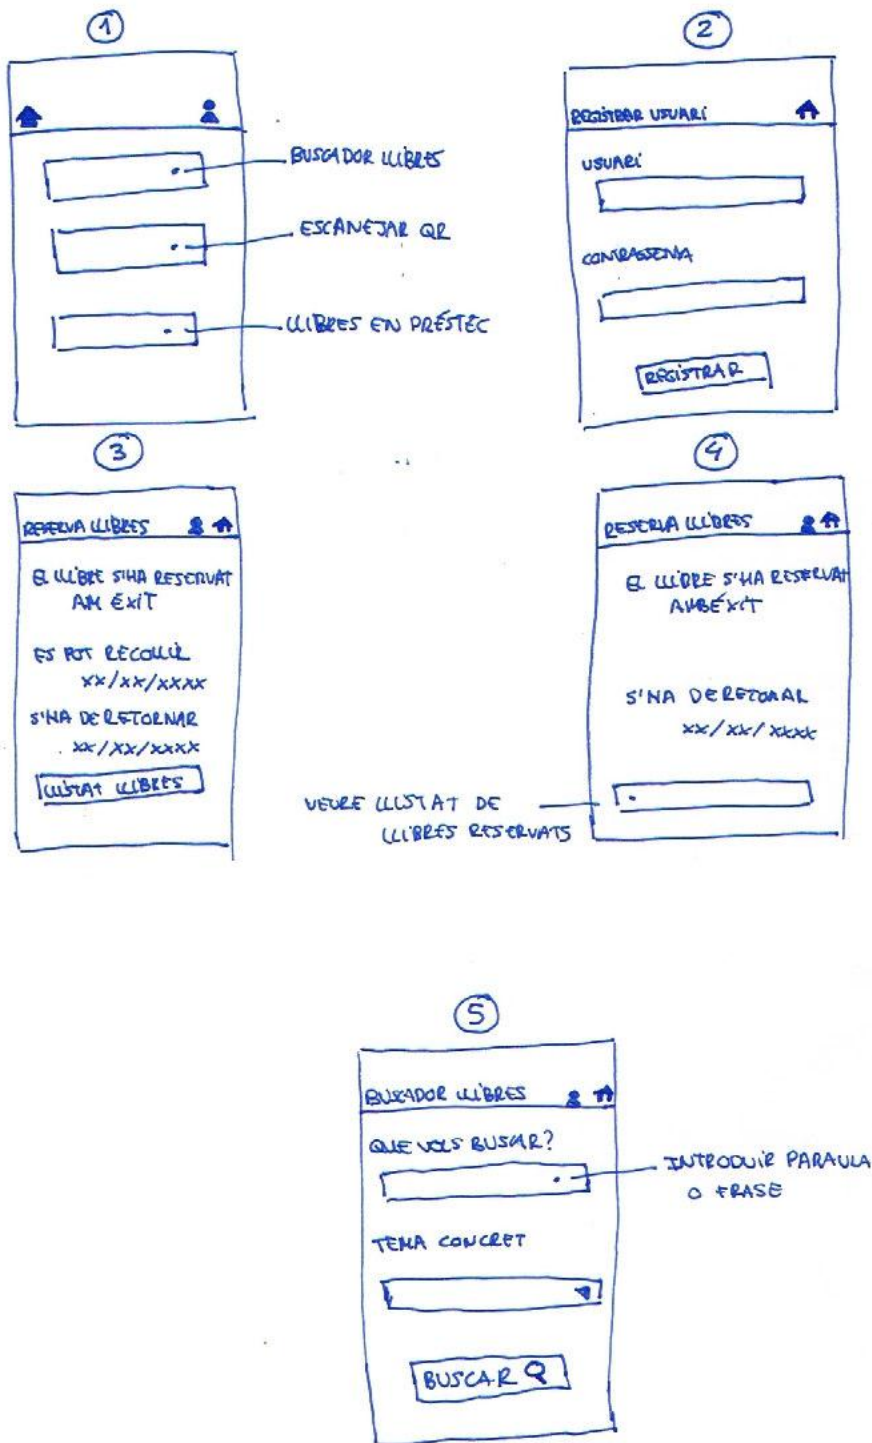 1
BUSCADOR LLIBRES
ESCANEJAR QR
LLIBRES EN PRÉSTEC
2
REGISTRAR USUARI
USUARI
CONTRASENYA
REGISTRAR
3
RESERVA LLIBRES
EL LLIBRE S'HA RESERVAT
AM ÉXIT
ES POT RECOLLIR
xx/xx/xxxx
S'HA DE RETORNAR
xx/xx/xxxx
LLISTAT LLIBRES
4
RESERVA LLIBRES
EL LLIBRE S'HA RESERVAT
AMB ÉXIT
S'HA DE RETORNAR
xx/xx/xxxx
VEURE LLISTAT DE
LLIBRES RESERVATS
5
BUSCADOR LLIBRES
QUE VOLS BUSCAR?
INTRODUIR PARAULA
O FRASE
TEMA CONCRET
BUSCAR